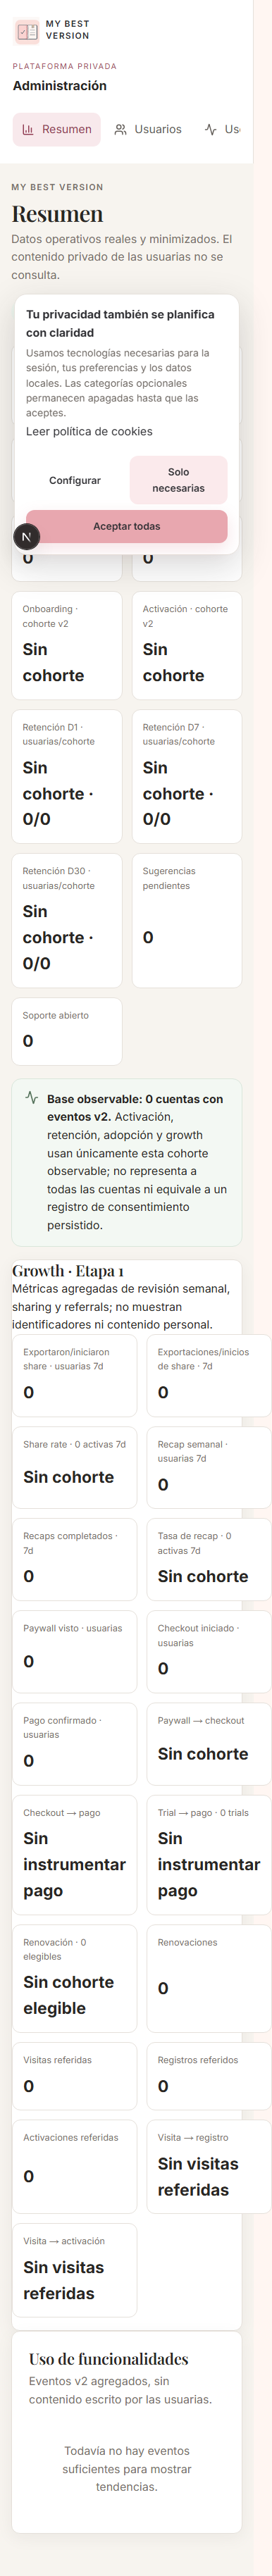 MY BEST
VERSION
PLATAFORMA PRIVADA
Administración
Resumen
Usuarios
MY BEST VERSION
Resumen
Datos operativos reales y minimizados. El
contenido privado de las usuarias no se
consulta.
Tu privacidad también se planifica
con claridad
Usamos tecnologías necesarias para la
sesión, tus preferencias y los datos
locales. Las categorías opcionales
permanecen apagadas hasta que las
aceptes.
Leer política de cookies
Configurar
Solo
necesarias
Aceptar todas
N
0
0
Onboarding ·
cohorte v2
Sin
cohorte
Activación · cohorte
v2
Sin
cohorte
Retención D1 ·
usuarias/cohorte
Sin
cohorte ·
0/0
Retención D7 ·
usuarias/cohorte
Sin
cohorte ·
0/0
Retención D30 ·
usuarias/cohorte
Sin
cohorte ·
0/0
Sugerencias
pendientes
0
Soporte abierto
0
Base observable: 0 cuentas con
eventos v2. Activación,
retención, adopción y growth
usan únicamente esta cohorte
observable; no representa a
todas las cuentas ni equivale a un
registro de consentimiento
persistido.
Growth · Etapa 1
Métricas agregadas de revisión semanal,
sharing y referrals; no muestran
identificadores ni contenido personal.
Exportaron/iniciaron
share · usuarias 7d
0
Exportaciones/inicios
de share · 7d
0
Share rate · 0 activas 7d
Sin cohorte
Recap semanal ·
usuarias 7d
0
Recaps completados ·
7d
0
Tasa de recap · 0
activas 7d
Sin cohorte
Paywall visto · usuarias
0
Checkout iniciado ·
usuarias
0
Pago confirmado ·
usuarias
0
Paywall → checkout
Sin cohorte
Checkout → pago
Sin
instrumentar
pago
Trial → pago · 0 trials
Sin
instrumentar
pago
Renovación · 0
elegibles
Sin cohorte
elegible
Renovaciones
0
Visitas referidas
0
Registros referidos
0
Activaciones referidas
0
Visita → registro
Sin visitas
referidas
Visita → activación
Sin visitas
referidas
Uso de funcionalidades
Eventos v2 agregados, sin
contenido escrito por las usuarias.
Todavía no hay eventos
suficientes para mostrar
tendencias.